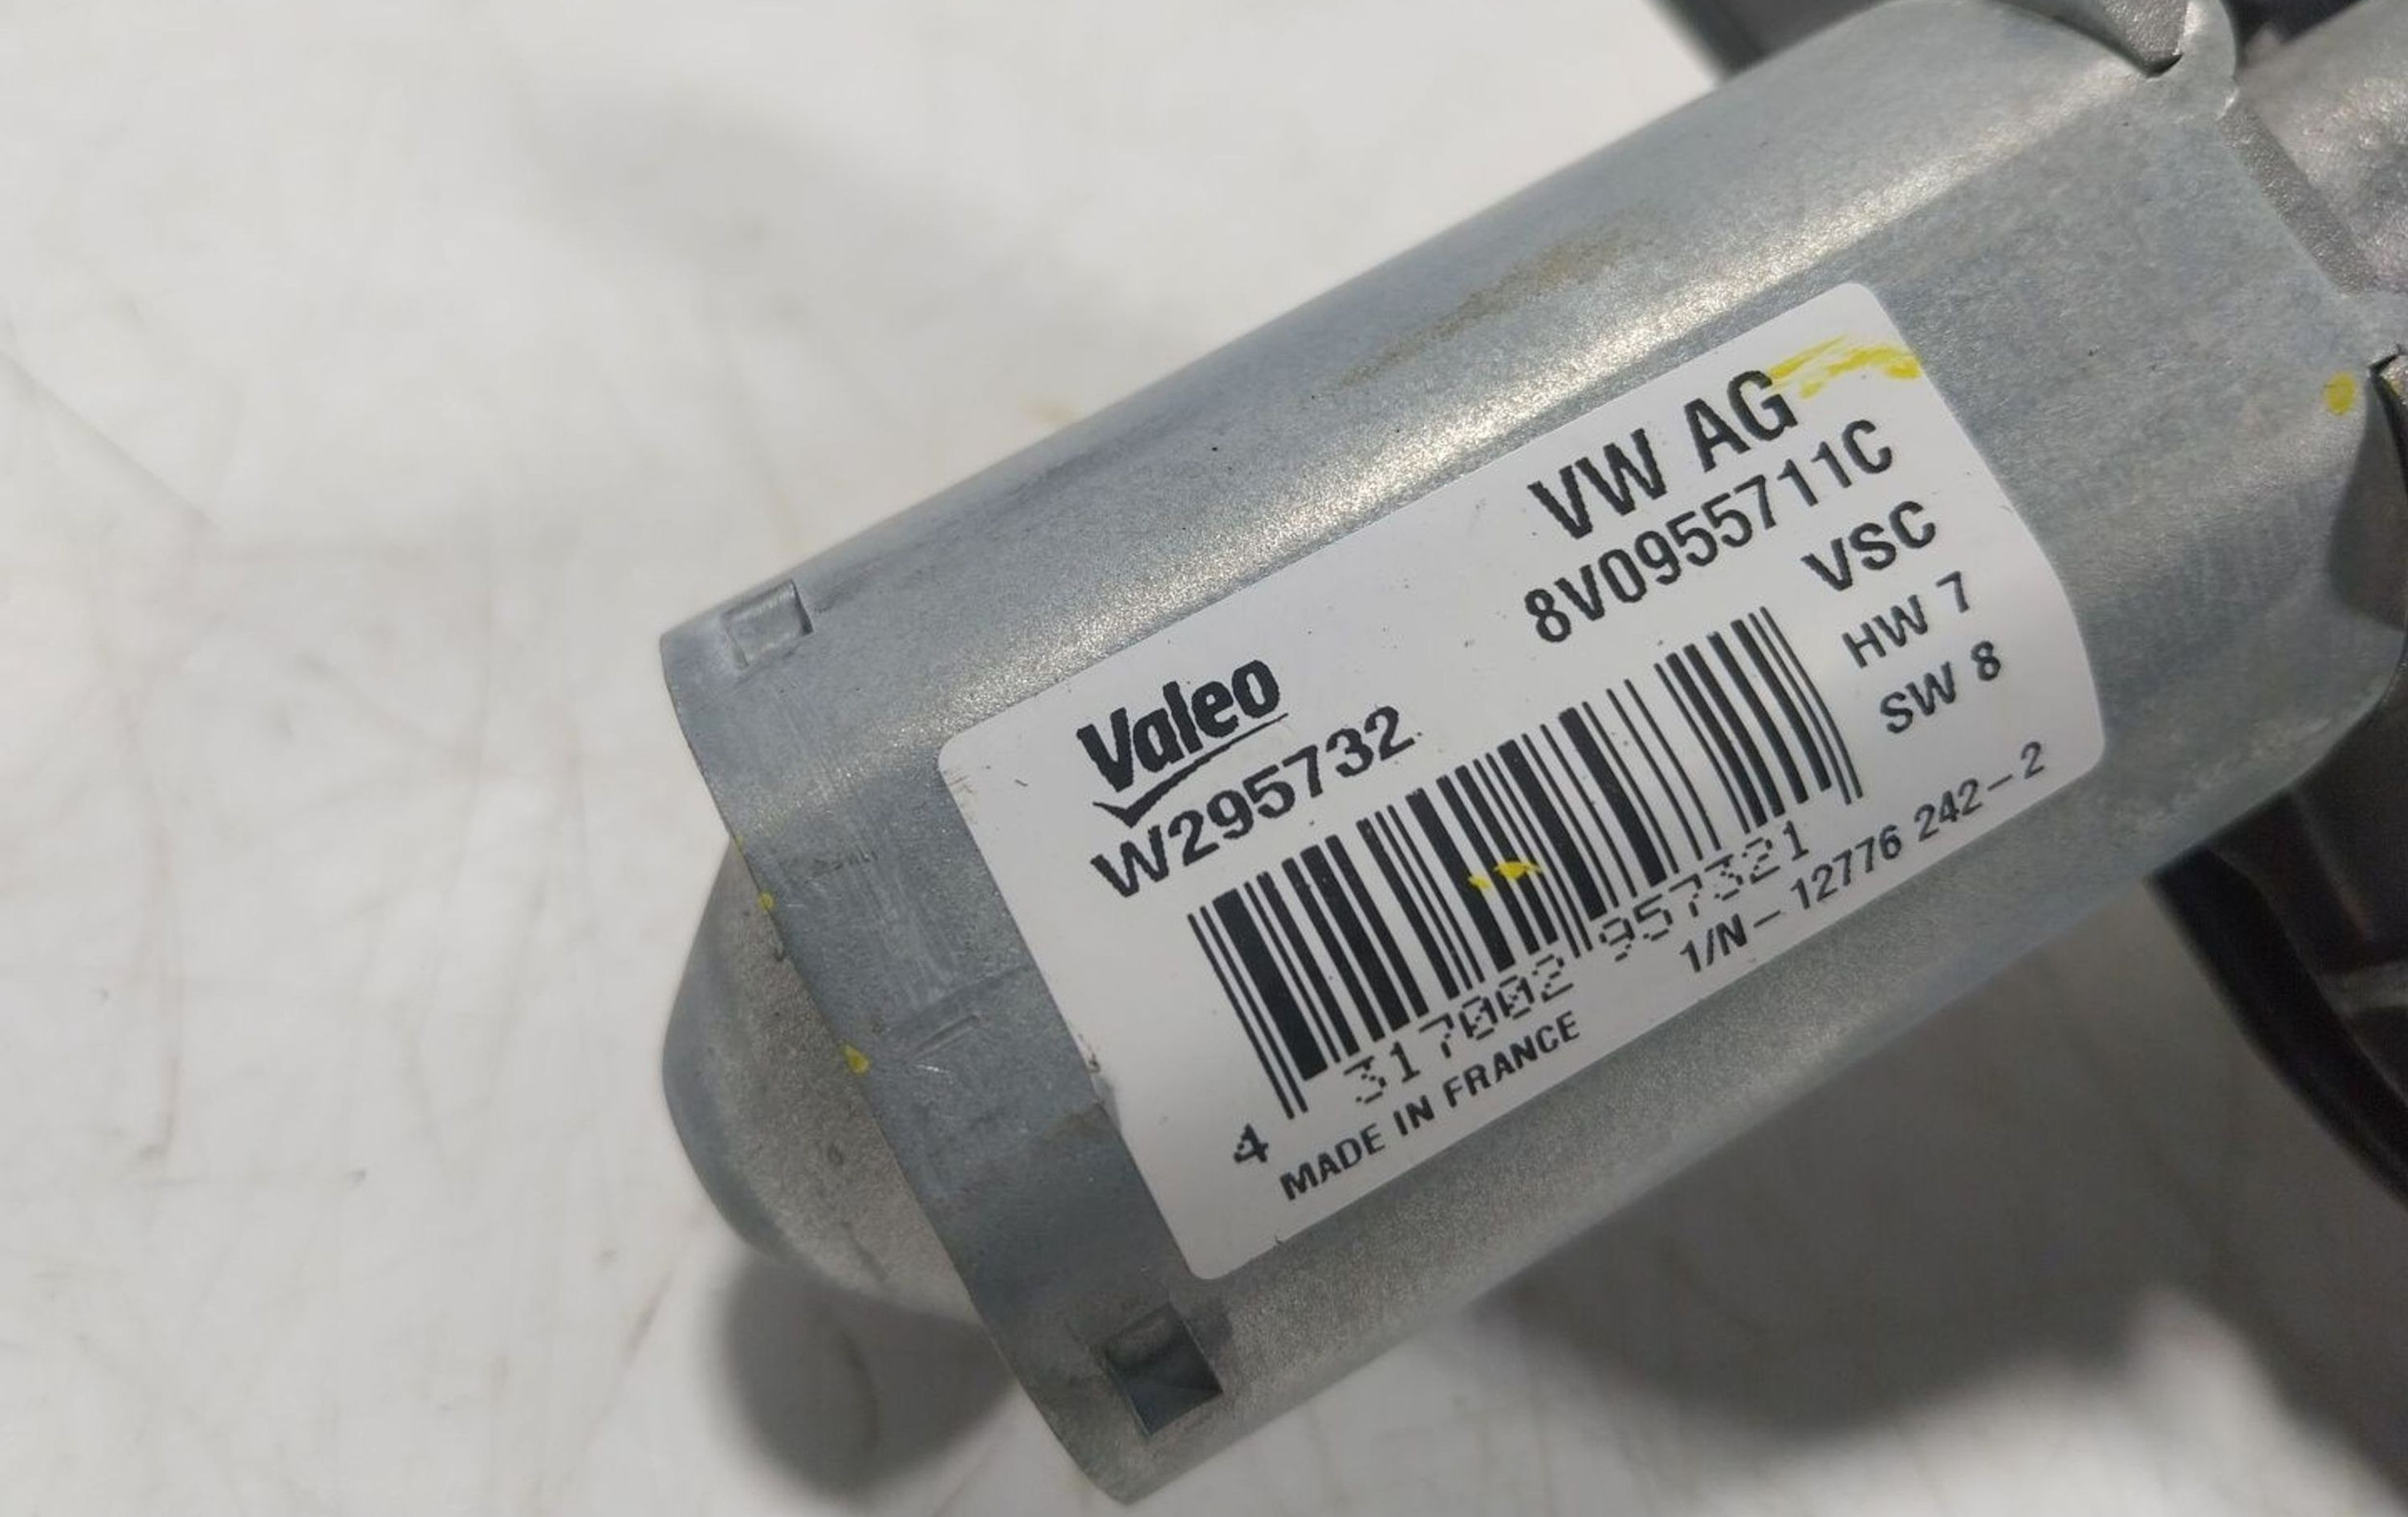 VW AG
8V0955711C
Valeo
VSC
W295732
HW 7
SW 8
4 317002 957321
MADE IN FRANCE
1/N-12776 242-2